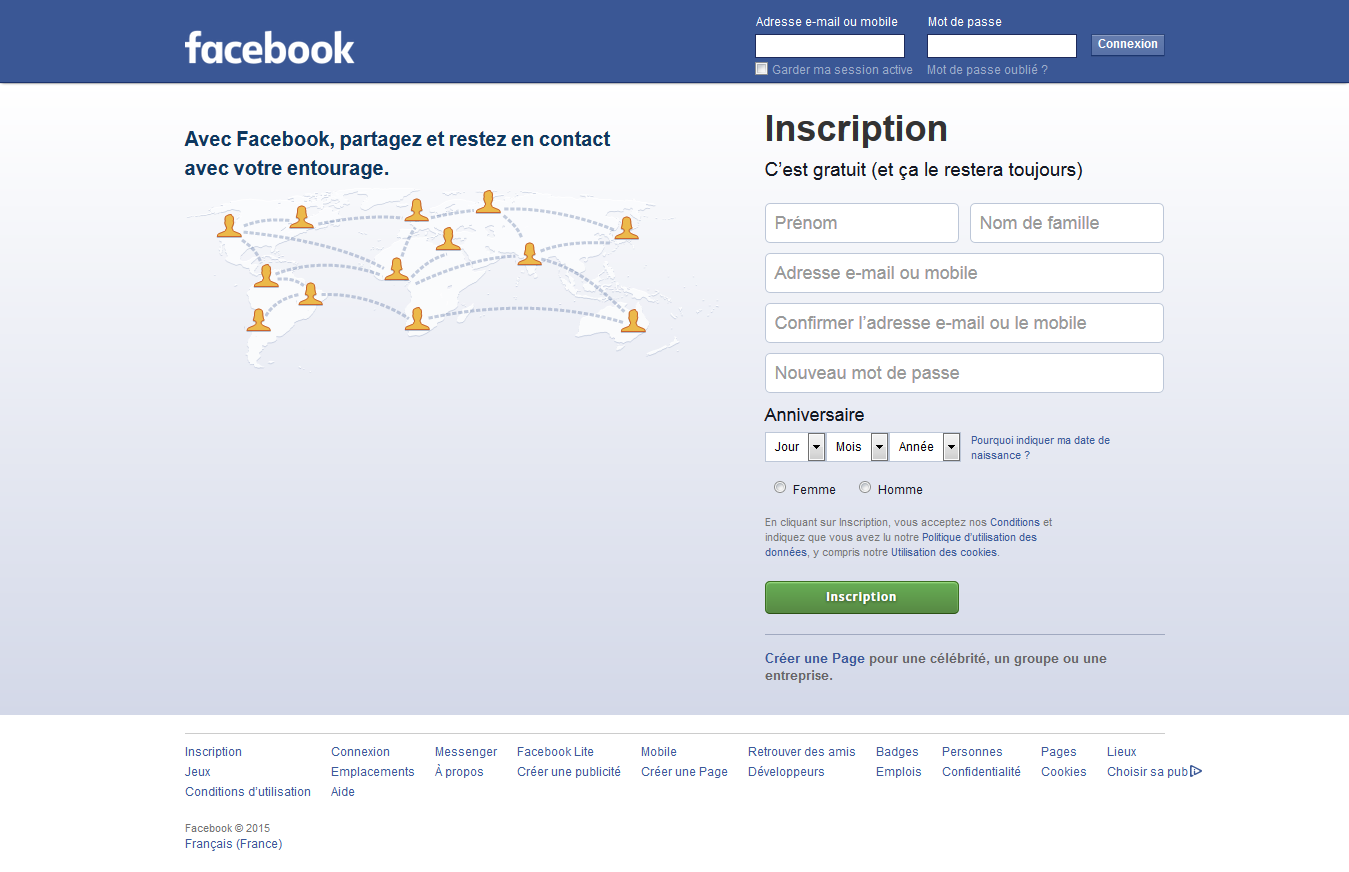 facebook
Adresse e-mail ou mobile
Mot de passe
Connexion
Garder ma session active
Mot de passe oublié ?
Avec Facebook, partagez et restez en contact
avec votre entourage.
Inscription
C’est gratuit (et ça le restera toujours)
Prénom
Nom de famille
Adresse e-mail ou mobile
Confirmer l’adresse e-mail ou le mobile
Nouveau mot de passe
Anniversaire
Jour
Mois
Année
Pourquoi indiquer ma date de
naissance ?
Femme
Homme
En cliquant sur Inscription, vous acceptez nos Conditions et
indiquez que vous avez lu notre Politique d’utilisation des
données, y compris notre Utilisation des cookies.
Inscription
Créer une Page pour une célébrité, un groupe ou une
entreprise.
Inscription Connexion Messenger Facebook Lite Mobile Retrouver des amis Badges Personnes Pages Lieux
Jeux Emplacements À propos Créer une publicité Créer une Page Développeurs Emplois Confidentialité Cookies Choisir sa pub
Conditions d’utilisation Aide
Facebook © 2015
Français (France)